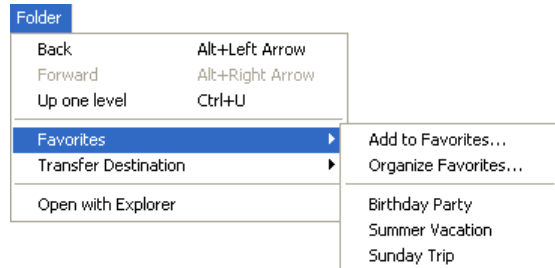 Folder
Back Alt+Left Arrow
Forward Alt+Right Arrow
Up one level Ctrl+U
Favorites
Transfer Destination
Open with Explorer
Add to Favorites...
Organize Favorites...
Birthday Party
Summer Vacation
Sunday Trip